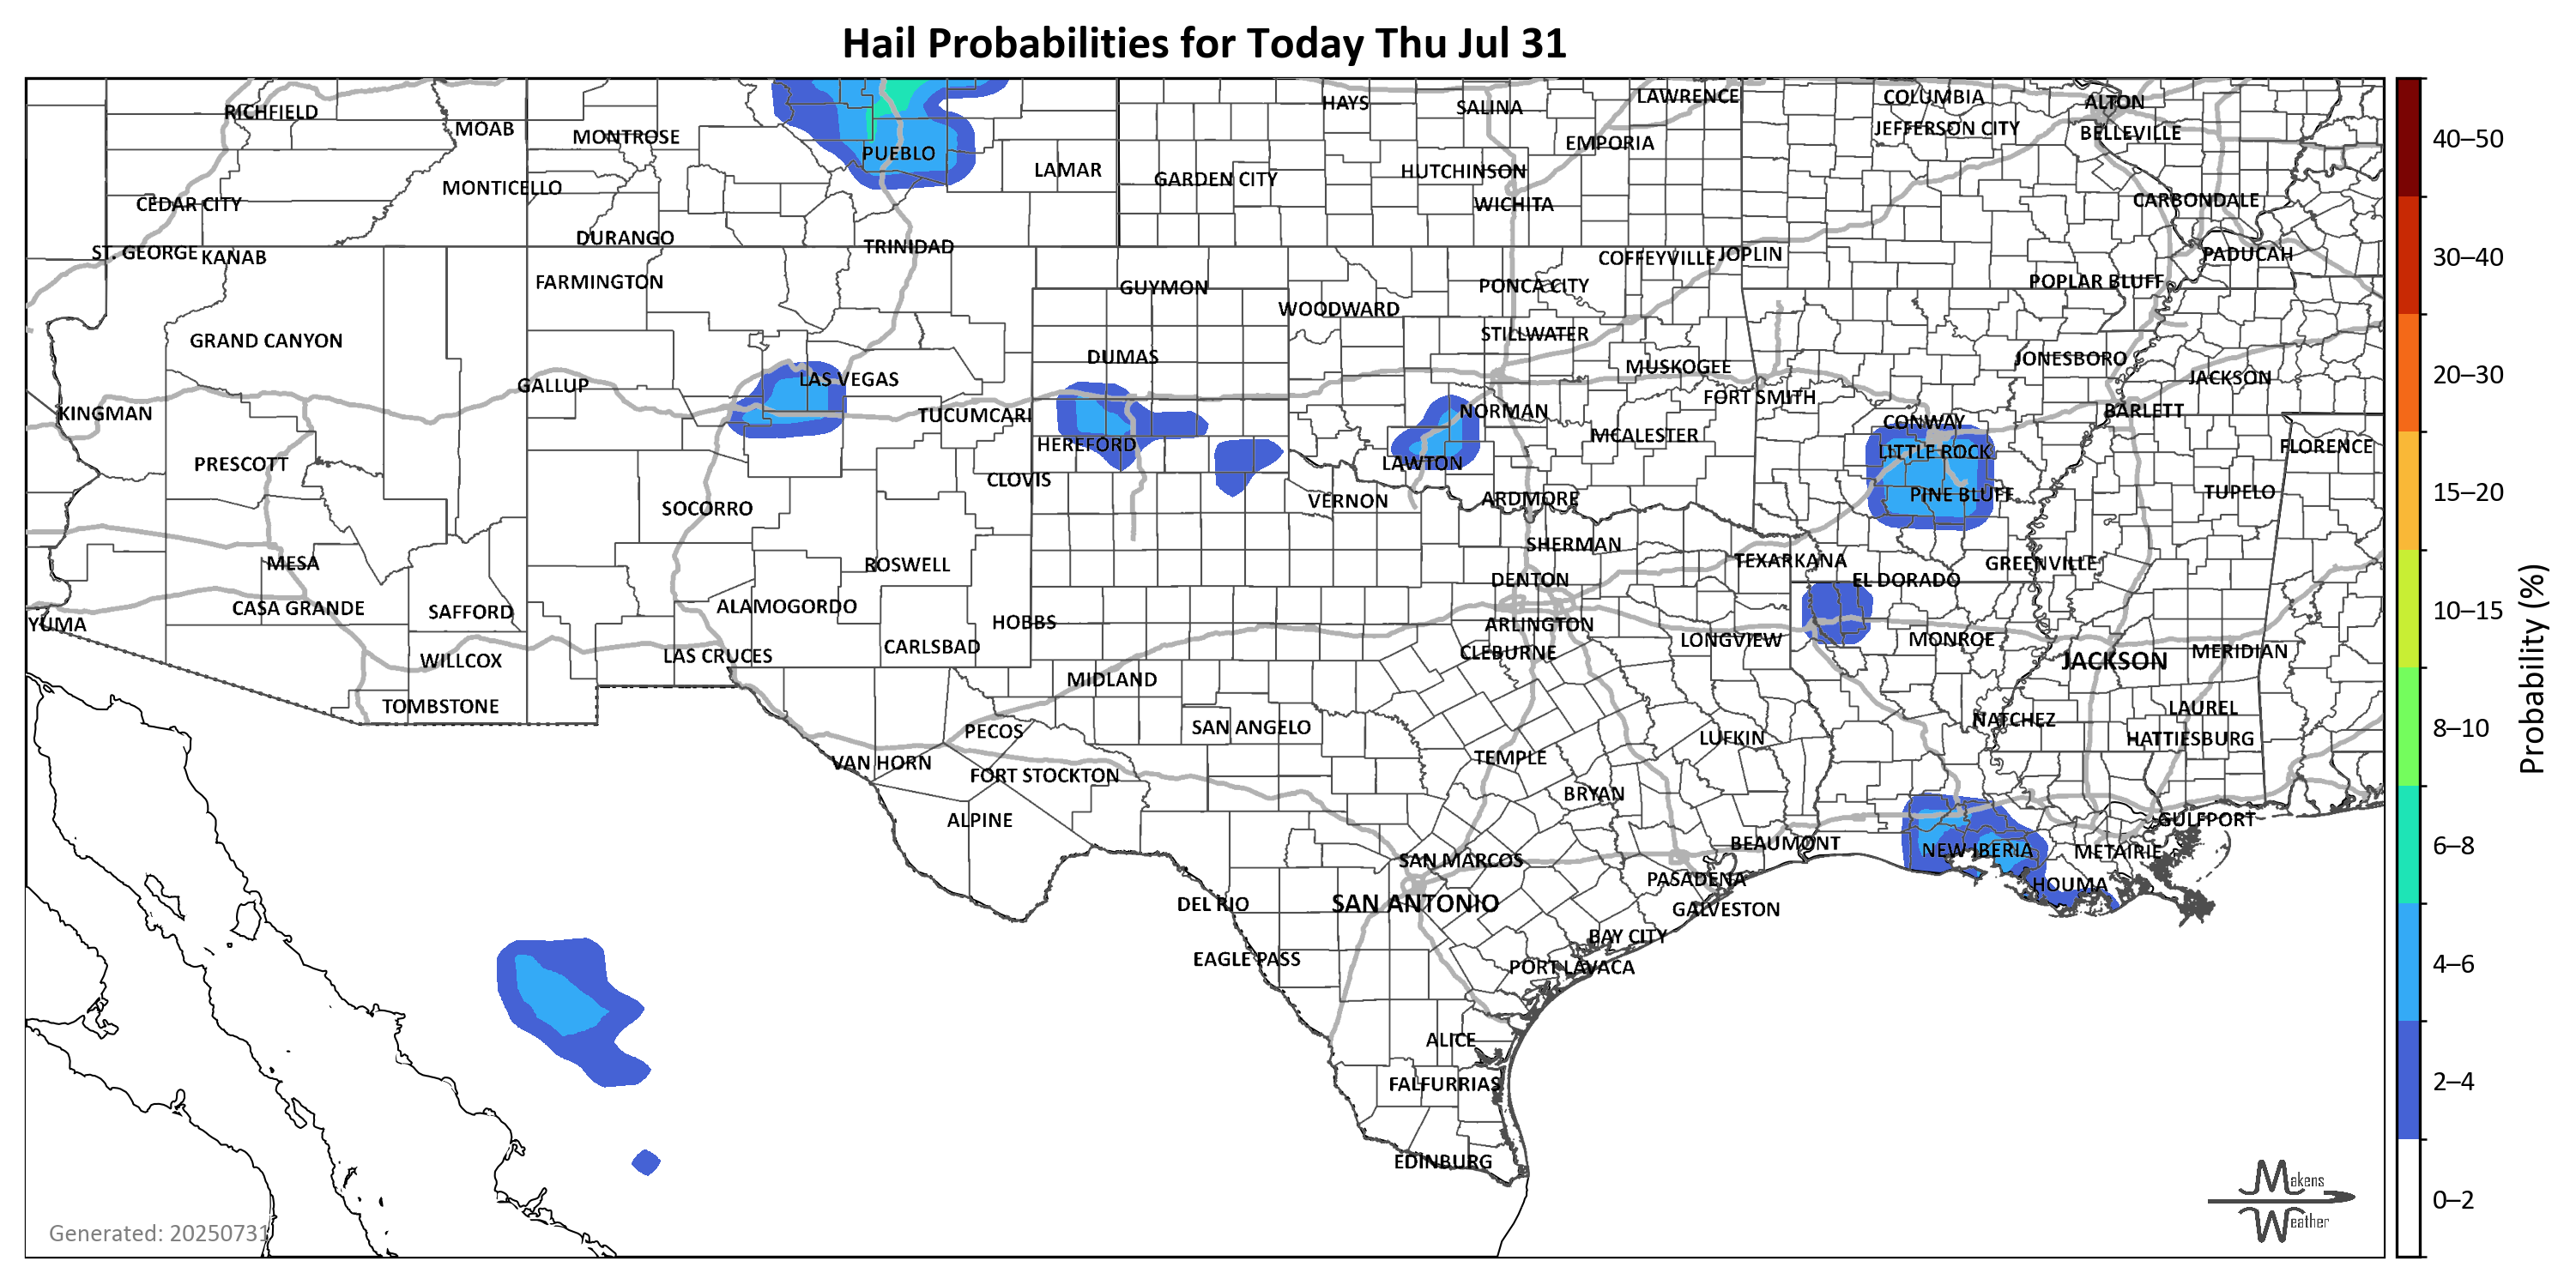 Hail Probabilities for Today Thu Jul 31
RICHFIELD
MOAB
MONTROSE
PUEBLO
LAMAR
HAYS
SALINA
LAWRENCE
COLUMBIA
ALTON
JEFFERSON CITY
BELLEVILLE
EMPORIA
GARDEN CITY
HUTCHINSON
WICHITA
MONTICELLO
CEDAR CITY
CARBONDALE
DURANGO
TRINIDAD
ST. GEORGE
KANAB
COFFEYVILLE
JOPLIN
PADUCAH
FARMINGTON
GUYMON
PONCA CITY
POPLAR BLUFF
WOODWARD
GRAND CANYON
STILLWATER
DUMAS
MUSKOGEE
JONESBORO
JACKSON
GALLUP
LAS VEGAS
FORT SMITH
KINGMAN
TUCUMCARI
NORMAN
CONWAY
BARLETT
HEREFORD
MCALESTER
LITTLE ROCK
FLORENCE
PRESCOTT
LAWTON
CLOVIS
PINE BLUFF
TUPELO
SOCORRO
VERNON
ARDMORE
MESA
ROSWELL
SHERMAN
TEXARKANA
GREENVILLE
DENTON
EL DORADO
CASA GRANDE
SAFFORD
ALAMOGORDO
HOBBS
ARLINGTON
YUMA
LONGVIEW
MONROE
WILLCOX
LAS CRUCES
CARLSBAD
CLEBURNE
JACKSON
MERIDIAN
MIDLAND
TOMBSTONE
SAN ANGELO
NATCHEZ
LAUREL
PECOS
LUFKIN
HATTIESBURG
VAN HORN
FORT STOCKTON
TEMPLE
BRYAN
ALPINE
GULFPORT
BEAUMONT
NEW IBERIA
METAIRIE
SAN MARCOS
PASADENA
HOUMA
DEL RIO
SAN ANTONIO
GALVESTON
BAY CITY
EAGLE PASS
PORT LAVACA
ALICE
FALFURRIAS
EDINBURG
Generated: 20250731
Makens
Weather
40–50
30–40
20–30
15–20
10–15
8–10
6–8
4–6
2–4
0–2
Probability (%)